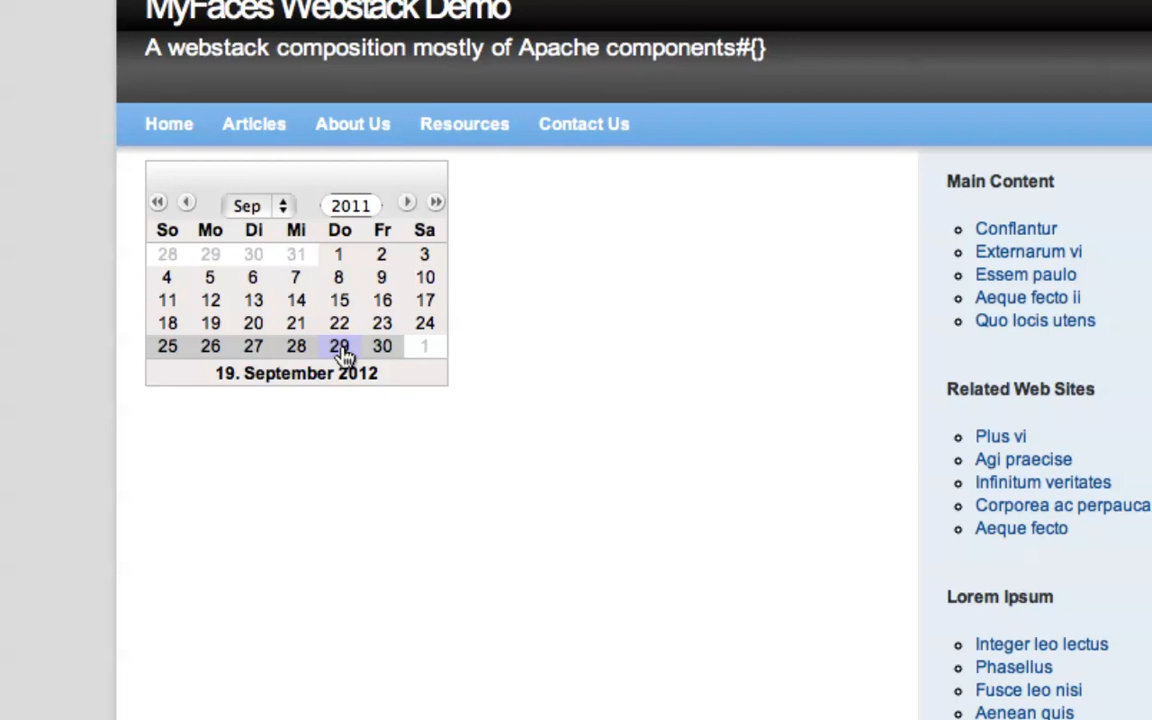 MyFaces Webstack Demo
A webstack composition mostly of Apache components#{}
Home Articles About Us Resources Contact Us
Sep 2011
So Mo Di Mi Do Fr Sa
28 29 30 31 1 2 3
4 5 6 7 8 9 10
11 12 13 14 15 16 17
18 19 20 21 22 23 24
25 26 27 28 29 30 1
19. September 2012
Main Content
Conflantur
Externarum vi
Essem paulo
Aeque fecto ii
Quo locis utens
Related Web Sites
Plus vi
Agi praecise
Infinitum veritates
Corporea ac perpauca
Aeque fecto
Lorem Ipsum
Integer leo lectus
Phasellus
Fusce leo nisi
Aenean quis